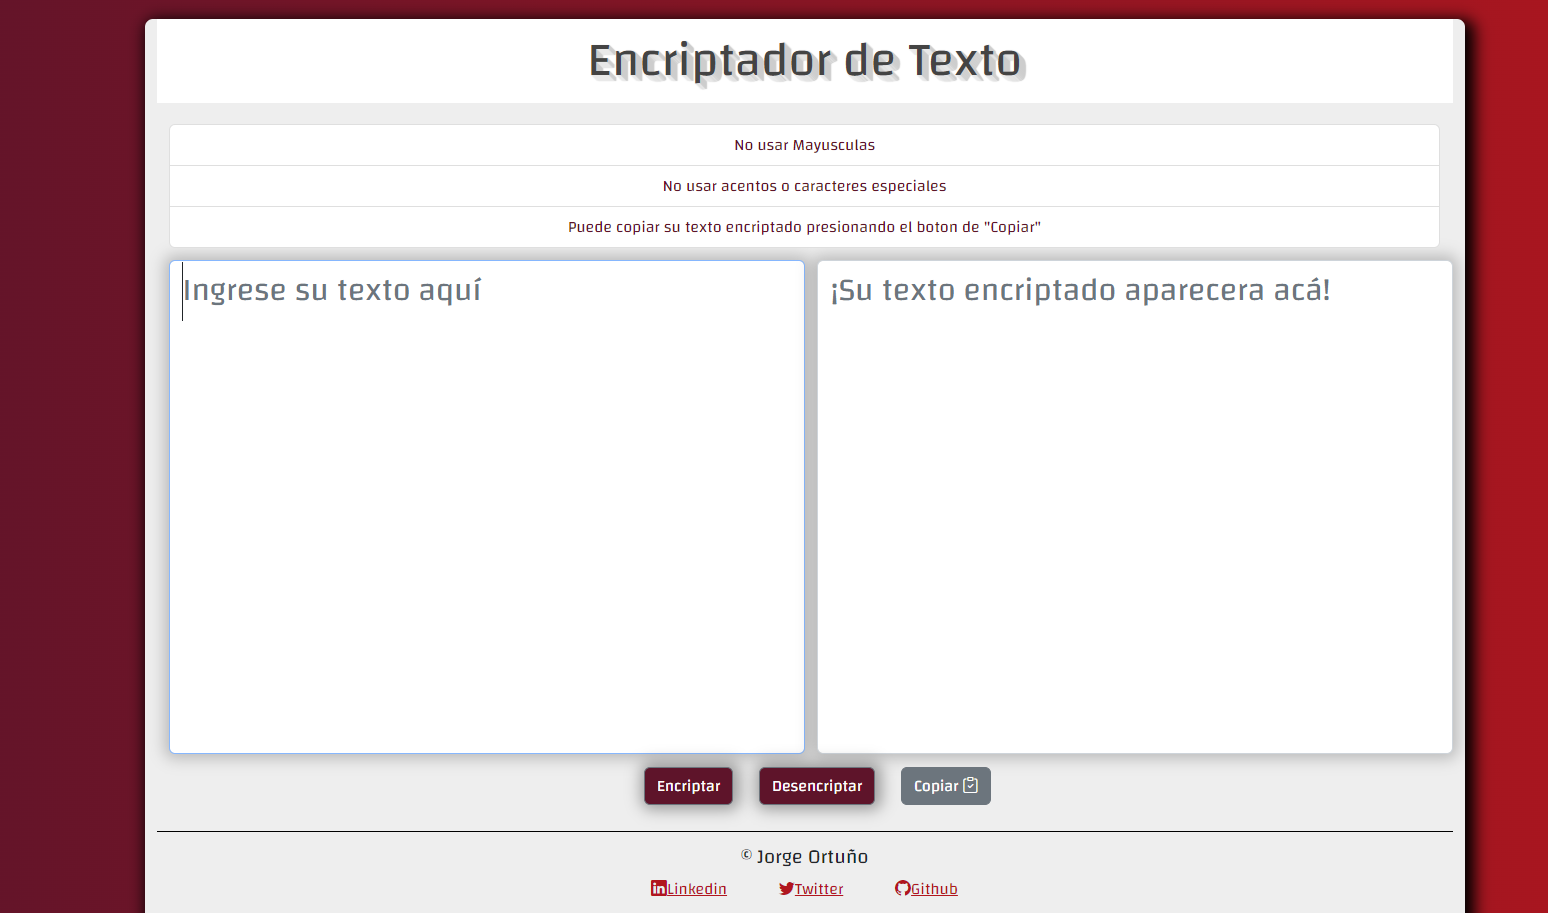 Encriptador de Texto
No usar Mayusculas
No usar acentos o caracteres especiales
Puede copiar su texto encriptado presionando el boton de "Copiar"
Ingrese su texto aquí
¡Su texto encriptado aparecera acá!
Encriptar
Desencriptar
Copiar
© Jorge Ortuño
Linkedin
Twitter
Github